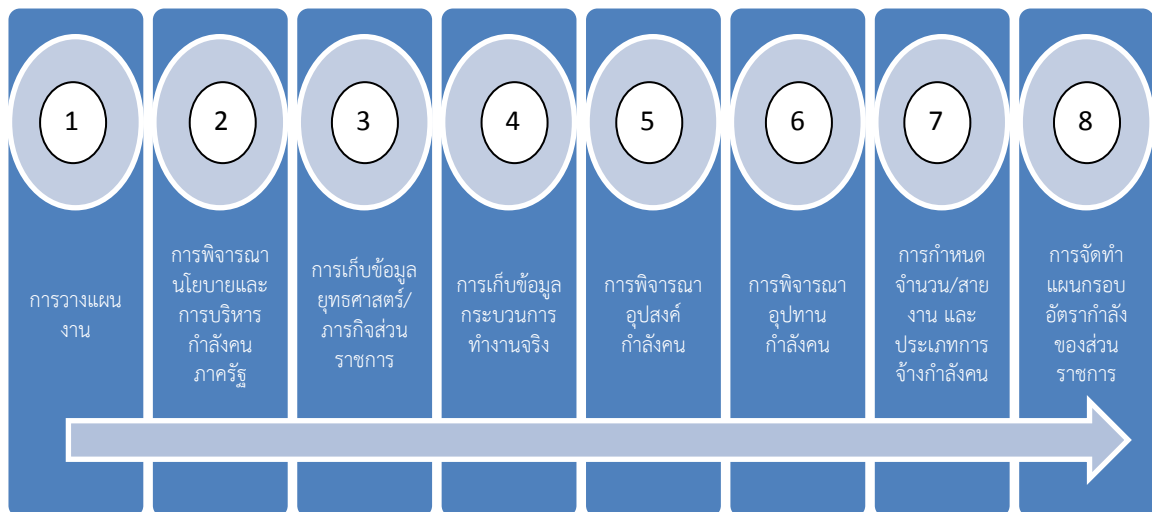 1
การวางแผน
งาน
2
การพิจารณา
นโยบายและ
การบริหาร
กำลังคน
ภาครัฐ
3
การเก็บข้อมูล
ยุทธศาสตร์/
ภารกิจส่วน
ราชการ
4
การเก็บข้อมูล
กระบวนการ
ทำงานจริง
5
การพิจารณา
อุปสงค์
กำลังคน
6
การพิจารณา
อุปทาน
กำลังคน
7
การกำหนด
จำนวน/สาย
งาน และ
ประเภทการ
จ้างกำลังคน
8
การจัดทำ
แผนกรอบ
อัตรากำลัง
ของส่วน
ราชการ